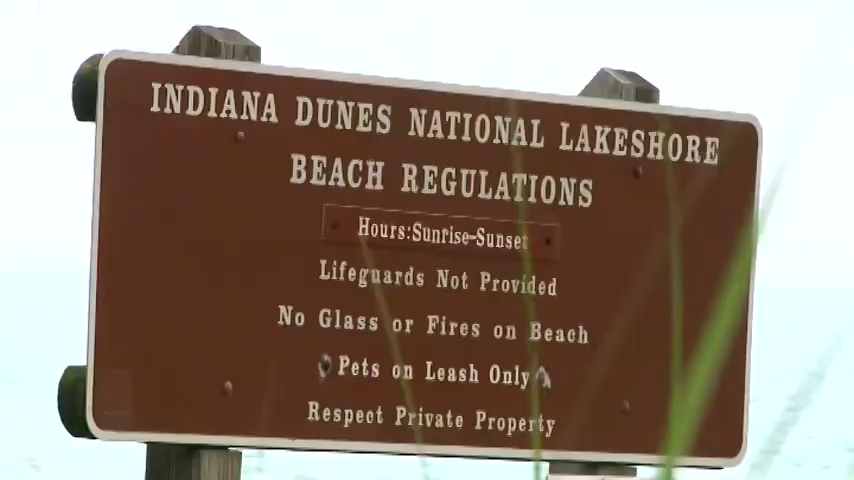 INDIANA DUNES NATIONAL LAKESHORE
BEACH REGULATIONS
Hours:Sunrise-Sunset
Lifeguards Not Provided
No Glass or Fires on Beach
Pets on Leash Only
Respect Private Property